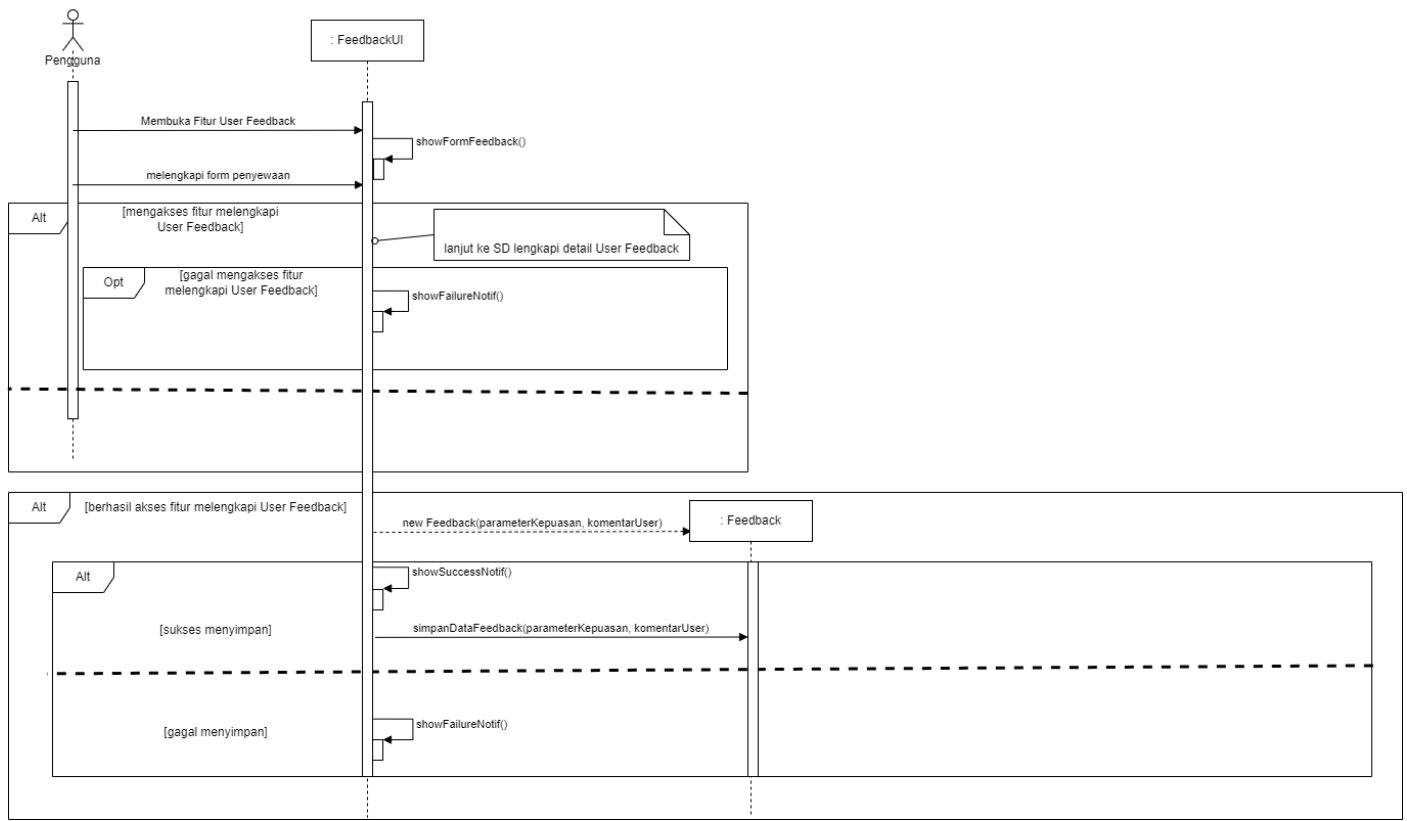 Pengguna
: FeedbackUI
Membuka Fitur User Feedback
showFormFeedback()
melengkapi form penyewaan
Alt
[mengakses fitur melengkapi
User Feedback]
lanjut ke SD lengkapi detail User Feedback
Opt
[gagal mengakses fitur
melengkapi User Feedback]
showFailureNotif()
Alt
[berhasil akses fitur melengkapi User Feedback]
new Feedback(parameterKepuasan, komentarUser)
: Feedback
Alt
showSuccessNotif()
[sukses menyimpan]
simpanDataFeedback(parameterKepuasan, komentarUser)
[gagal menyimpan]
showFailureNotif()